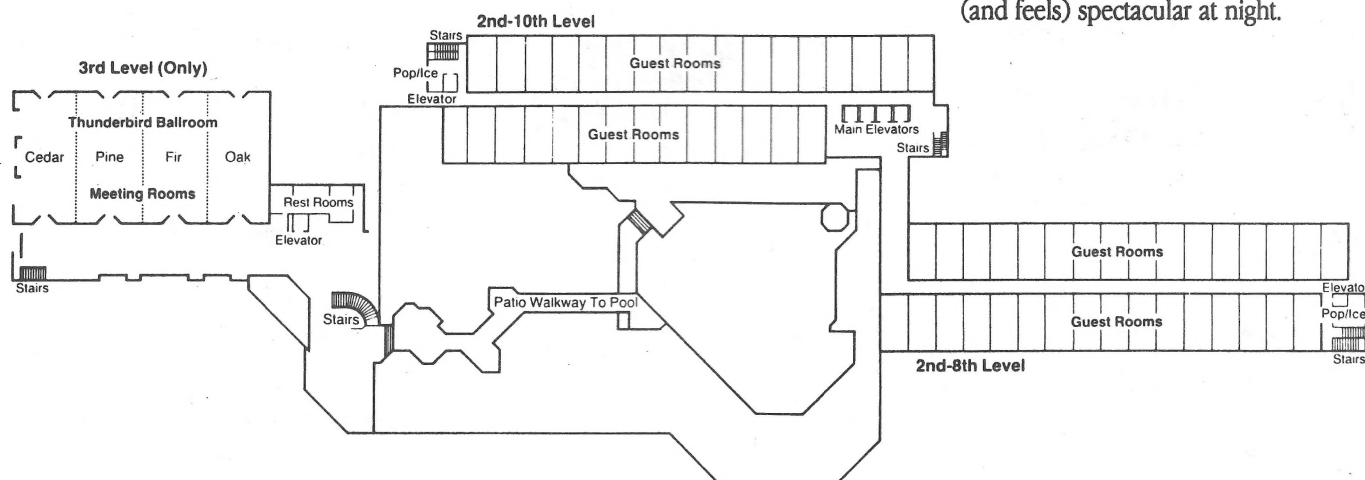 (and feels) spectacular at night.
2nd-10th Level
Stairs
Guest Rooms
3rd Level (Only)
Pop/Ice
Elevator
Thunderbird Ballroom
Guest Rooms
Main Elevators
Stairs
Cedar Pine Fir Oak
Meeting Rooms
Rest Rooms
Elevator
Guest Rooms
Stairs
Patio Walkway To Pool
Stairs
Guest Rooms
Elevato
Pop/Ice
Stairs
2nd-8th Level